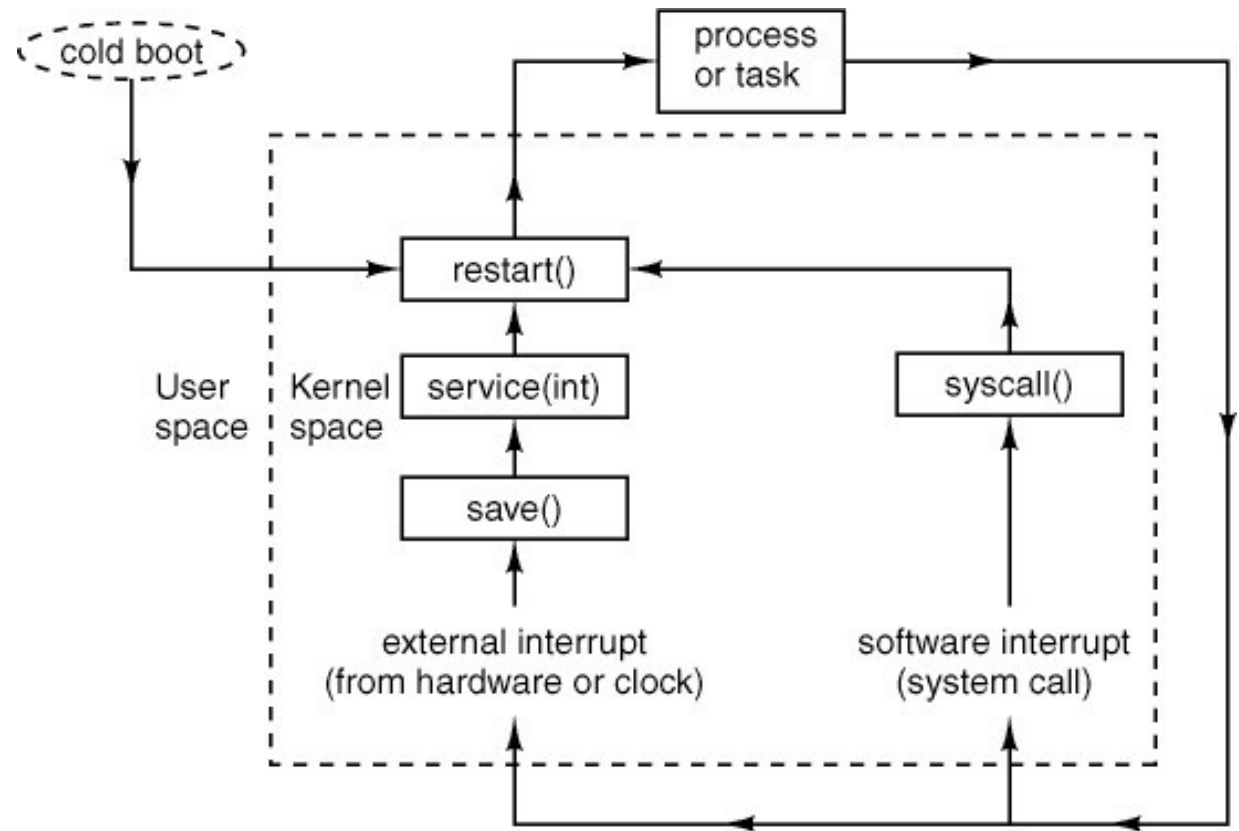 cold boot
process
or task
restart()
User
space
Kernel
space
service(int)
syscall()
save()
external interrupt
(from hardware or clock)
software interrupt
(system call)